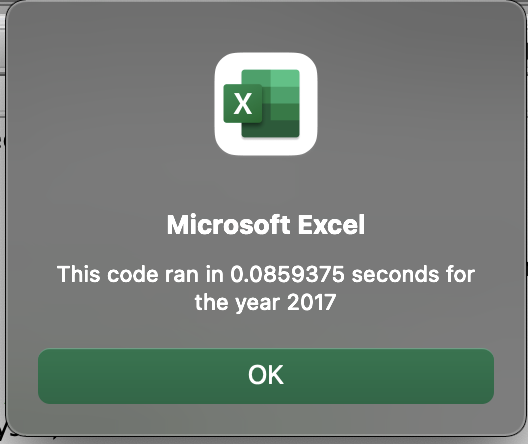 X
Microsoft Excel
This code ran in 0.0859375 seconds for
the year 2017
OK